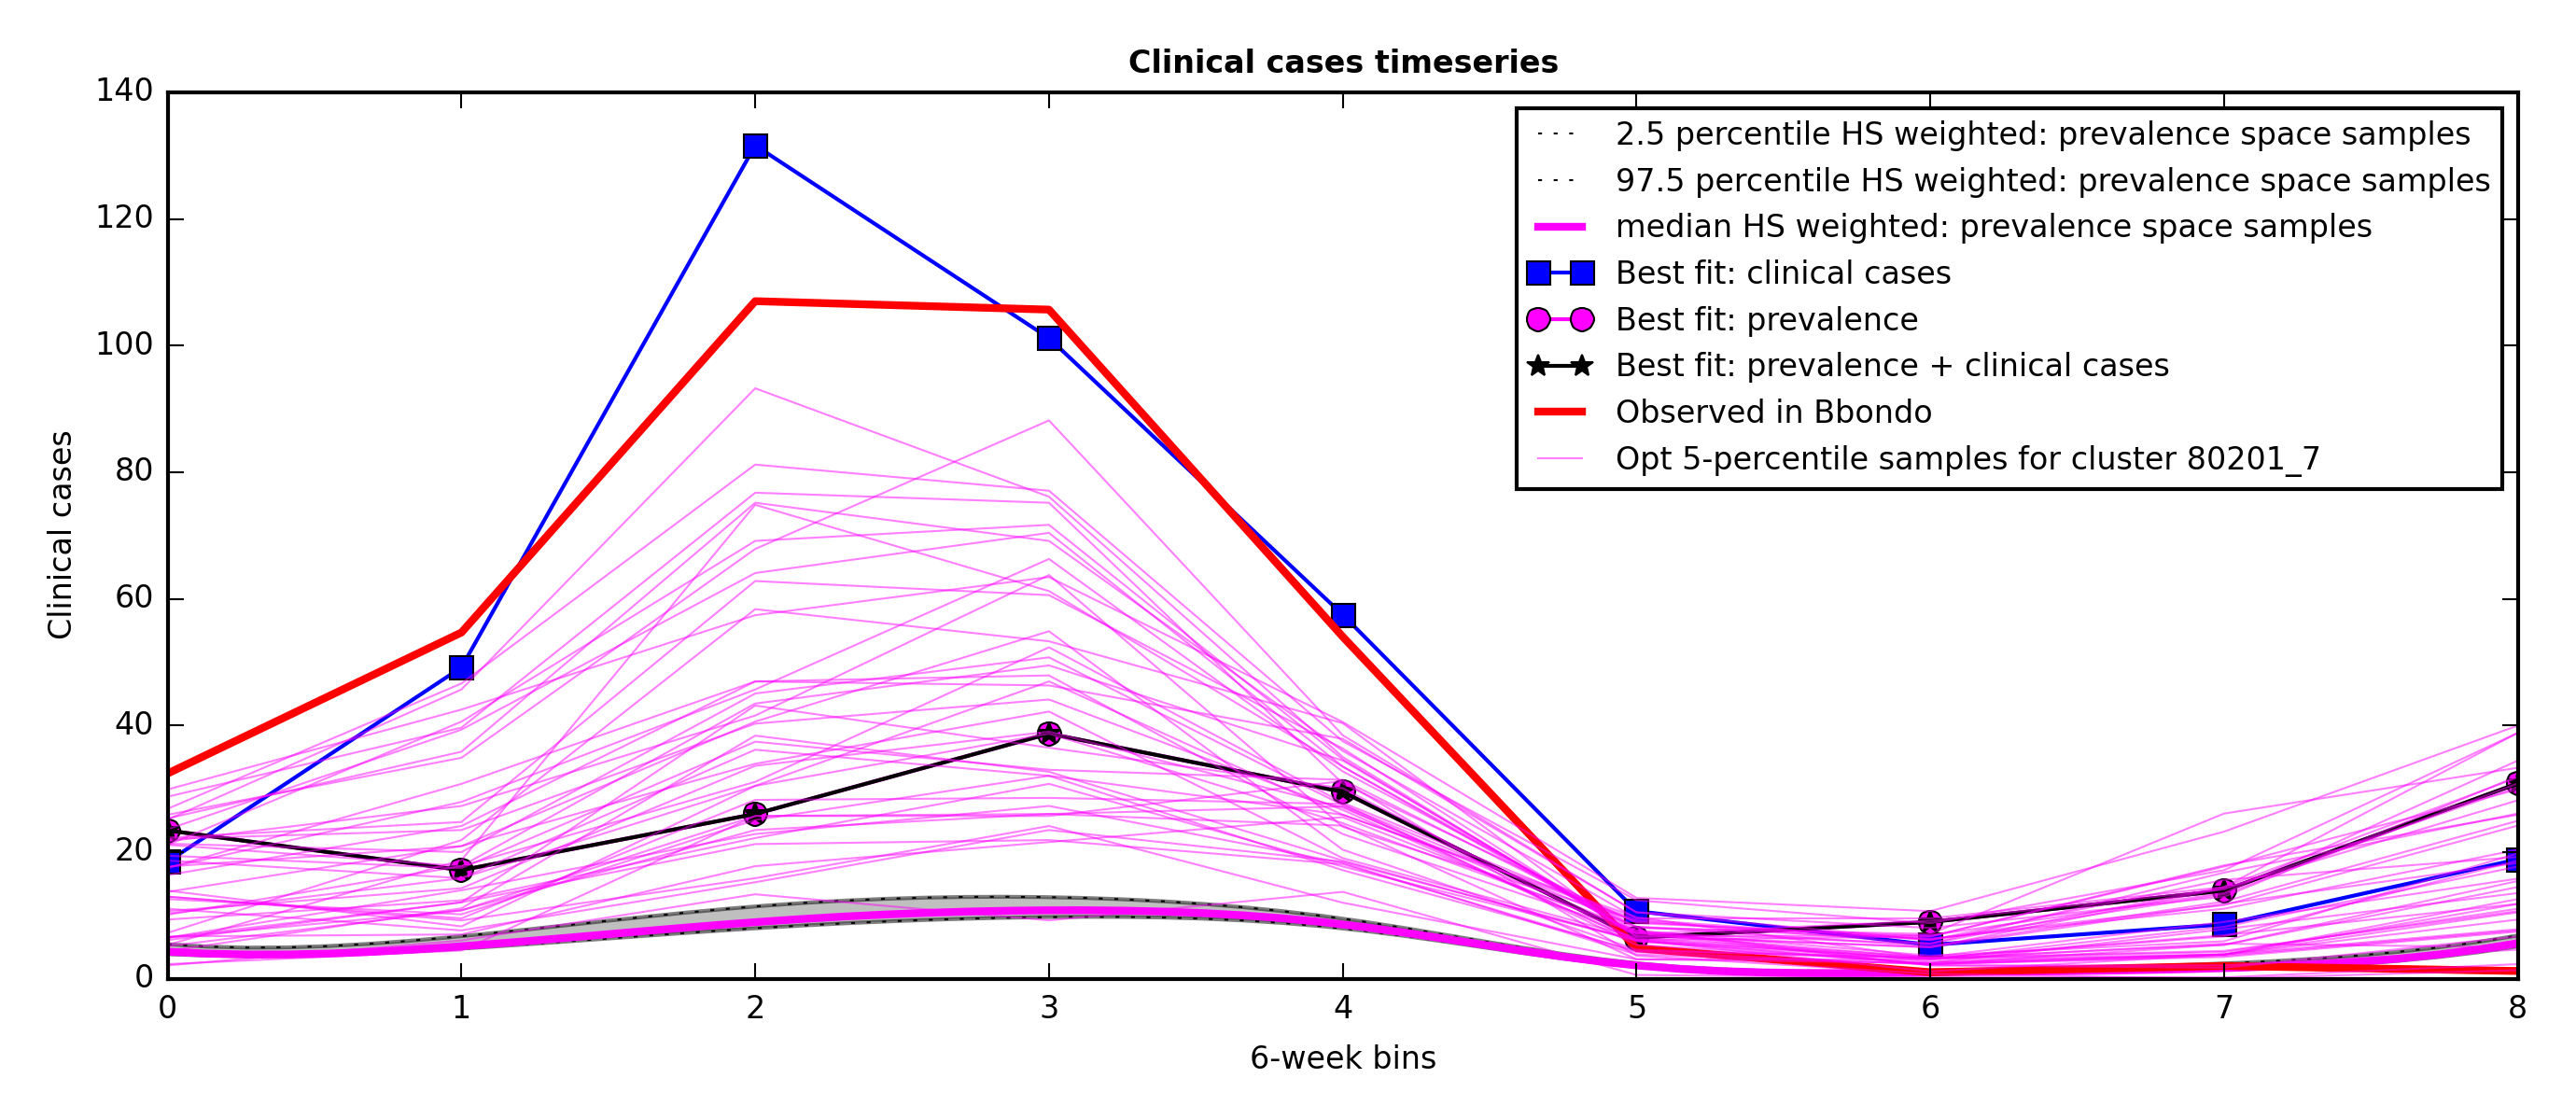 Clinical cases timeseries
140
120
100
80
60
40
20
0
Clinical cases
2.5 percentile HS weighted: prevalence space samples
97.5 percentile HS weighted: prevalence space samples
median HS weighted: prevalence space samples
Best fit: clinical cases
Best fit: prevalence
Best fit: prevalence + clinical cases
Observed in Bbondo
Opt 5-percentile samples for cluster 80201_7
0 1 2 3 4 5 6 7 8
6-week bins